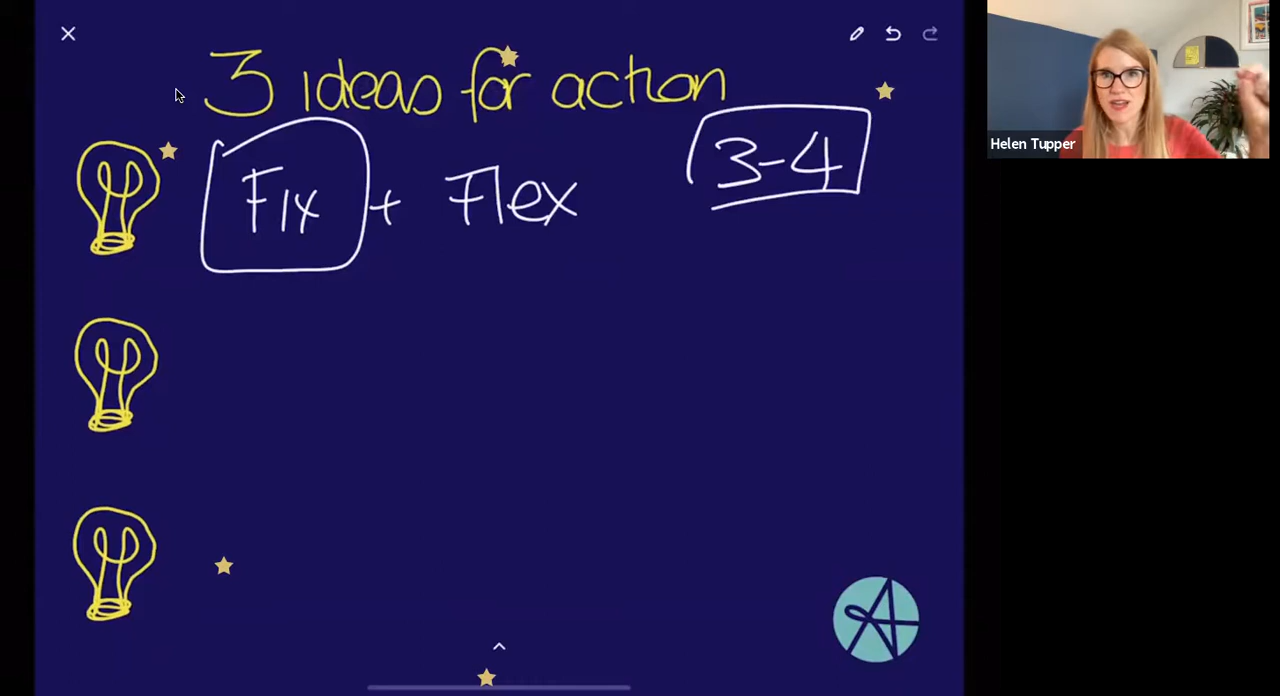 3 ideas for action
Fix + Flex
3-4
Helen Tupper